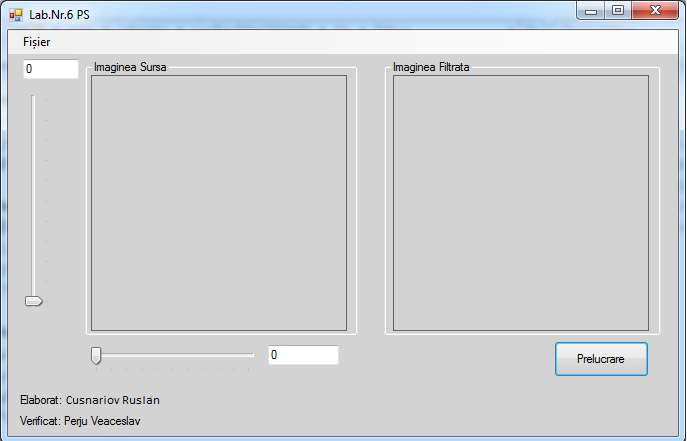 Lab.Nr.6 PS
Fișier
0
Imaginea Sursa
Imaginea Filtrata
0
Prelucrare
Elaborat: Cusnariov Ruslan
Verificat: Perju Veaceslav